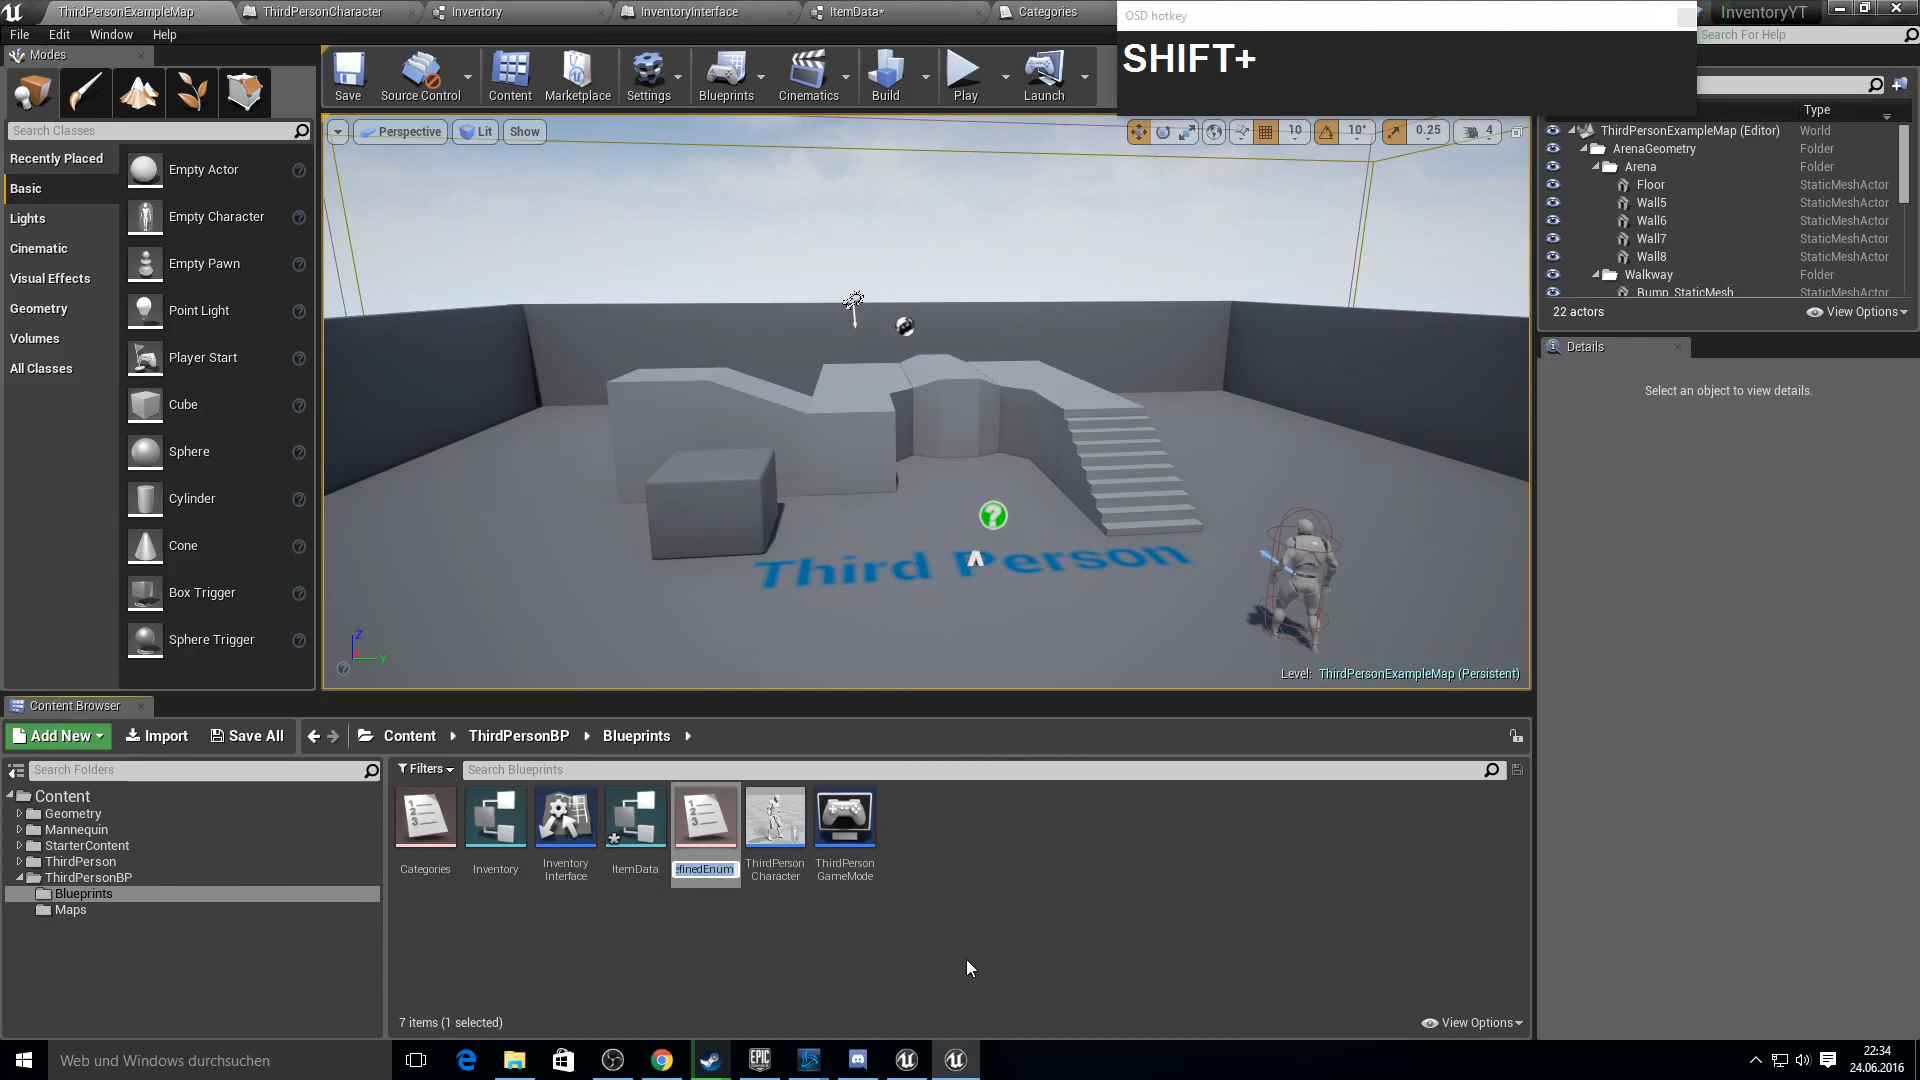 ThirdPersonExampleMap
ThirdPersonCharacter
Inventory
InventoryInterface
ItemData*
Categories
OSD hotkey
InventoryYT
File Edit Window Help
SHIFT+
Search For Help
Modes
Save
Source Control
Content
Marketplace
Settings
Blueprints
Cinematics
Build
Play
Launch
Search Classes
Perspective
Lit
Show
10
10°
0.25
4
Type
Recently Placed
Basic
Lights
Cinematic
Visual Effects
Geometry
Volumes
All Classes
Empty Actor
Empty Character
Empty Pawn
Point Light
Player Start
Cube
Sphere
Cylinder
Cone
Box Trigger
Sphere Trigger
ThirdPersonExampleMap (Editor) World
ArenaGeometry Folder
Arena Folder
Floor StaticMeshActor
Wall5 StaticMeshActor
Wall6 StaticMeshActor
Wall7 StaticMeshActor
Wall8 StaticMeshActor
Walkway Folder
Bump_StaticMesh StaticMeshActor
22 actors
View Options
Details
Select an object to view details.
Third Person
Z
Y
Level: ThirdPersonExampleMap (Persistent)
Content Browser
Add New
Import
Save All
Content
ThirdPersonBP
Blueprints
Search Folders
Filters
Search Blueprints
Content
Geometry
Mannequin
StarterContent
ThirdPerson
ThirdPersonBP
Blueprints
Maps
Categories
Inventory
Inventory
Interface
ItemData
efinedEnum
ThirdPerson
Character
ThirdPerson
GameMode
7 items (1 selected)
View Options
Web und Windows durchsuchen
EPIC
GAMES
22:34
24.06.2016